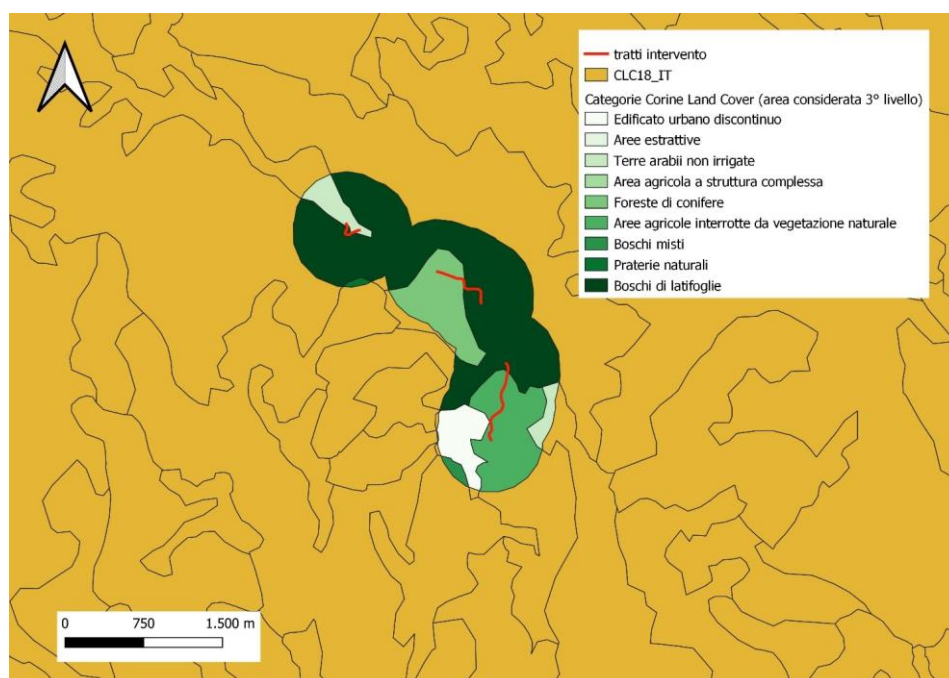 tratti intervento
CLC18_IT
Categorie Corine Land Cover (area considerata 3° livello)
Edificato urbano discontinuo
Aree estrattive
Terre arabii non irrigate
Area agricola a struttura complessa
Foreste di conifere
Aree agricole interrotte da vegetazione naturale
Boschi misti
Praterie naturali
Boschi di latifoglie
0 750 1.500 m